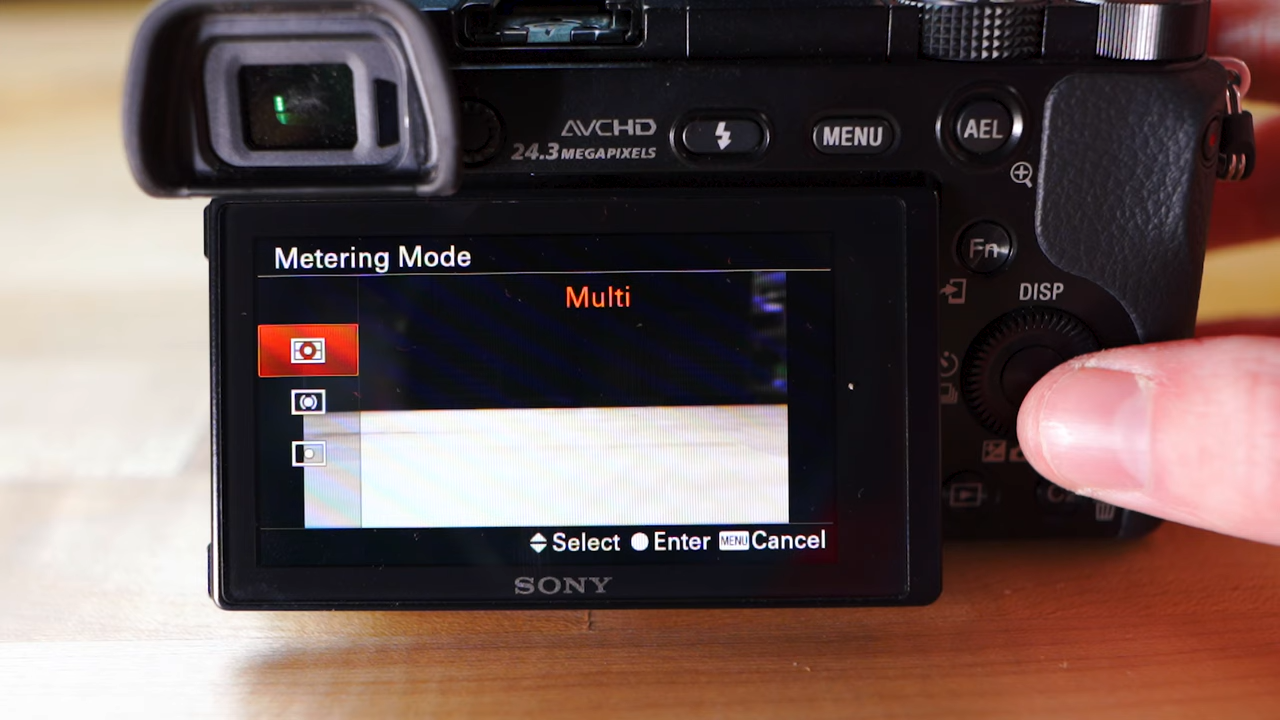 AVCHD
24.3 MEGAPIXELS
MENU
AEL
Fn
DISP
Metering Mode
Multi
Select Enter MENU Cancel
SONY